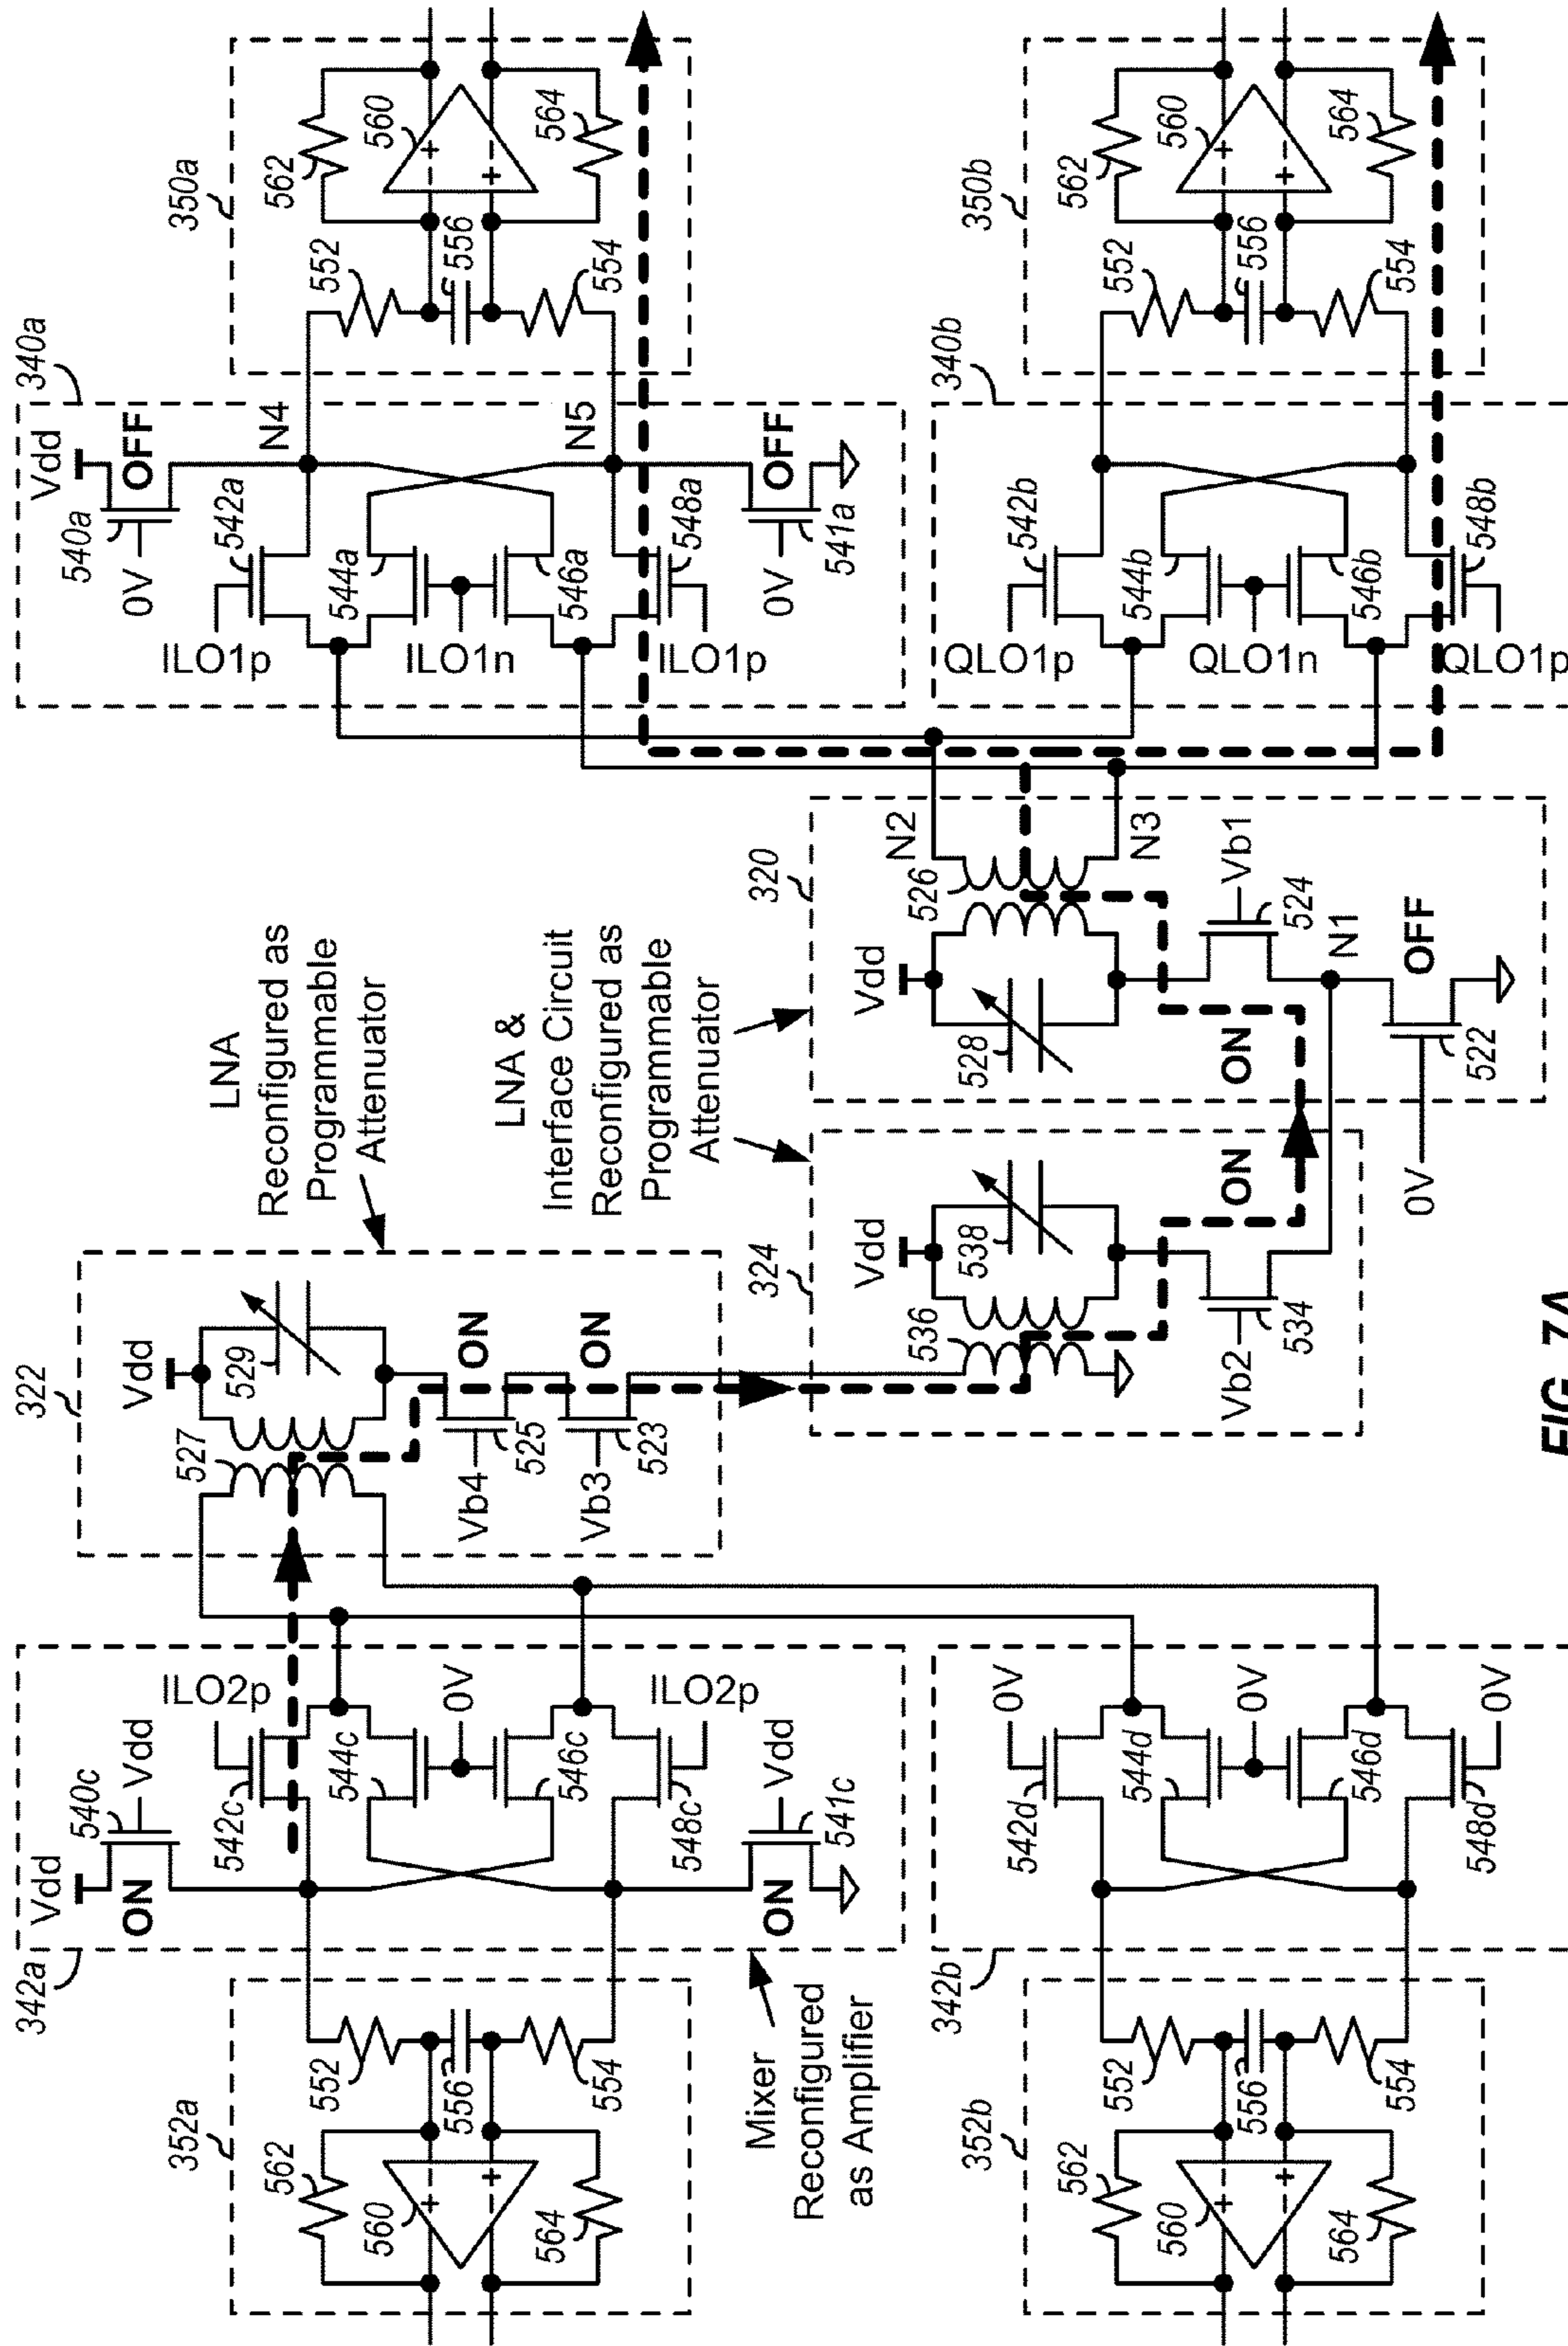 340a
Vdd
OFF
540a
0V
N4
542a
ILO1p
544a
ILO1n
546a
N5
548a
ILO1p
OFF
0V
541a
350a
562
552
560
556
564
554
340b
542b
QLO1p
544b
QLO1n
546b
548b
QLO1p
350b
562
552
560
556
564
554
LNA
Reconfigured as
Programmable
Attenuator
LNA &
Interface Circuit
Reconfigured as
Programmable
Attenuator
320
N2
526
Vdd
528
N3
Vb1
524
ON
N1
OFF
522
0V
322
Vdd
527
529
ON
Vb4
525
ON
Vb3
523
324
Vdd
536
538
ON
Vb2
534
342a
Vdd
540c
Vdd
ON
ILO2p
542c
544c
0V
546c
ILO2p
548c
Vdd
ON
541c
Mixer
Reconfigured
as Amplifier
352a
562
552
560
556
564
554
342b
0V
542d
544d
0V
546d
0V
548d
352b
562
552
560
556
564
554
FIG. 7A